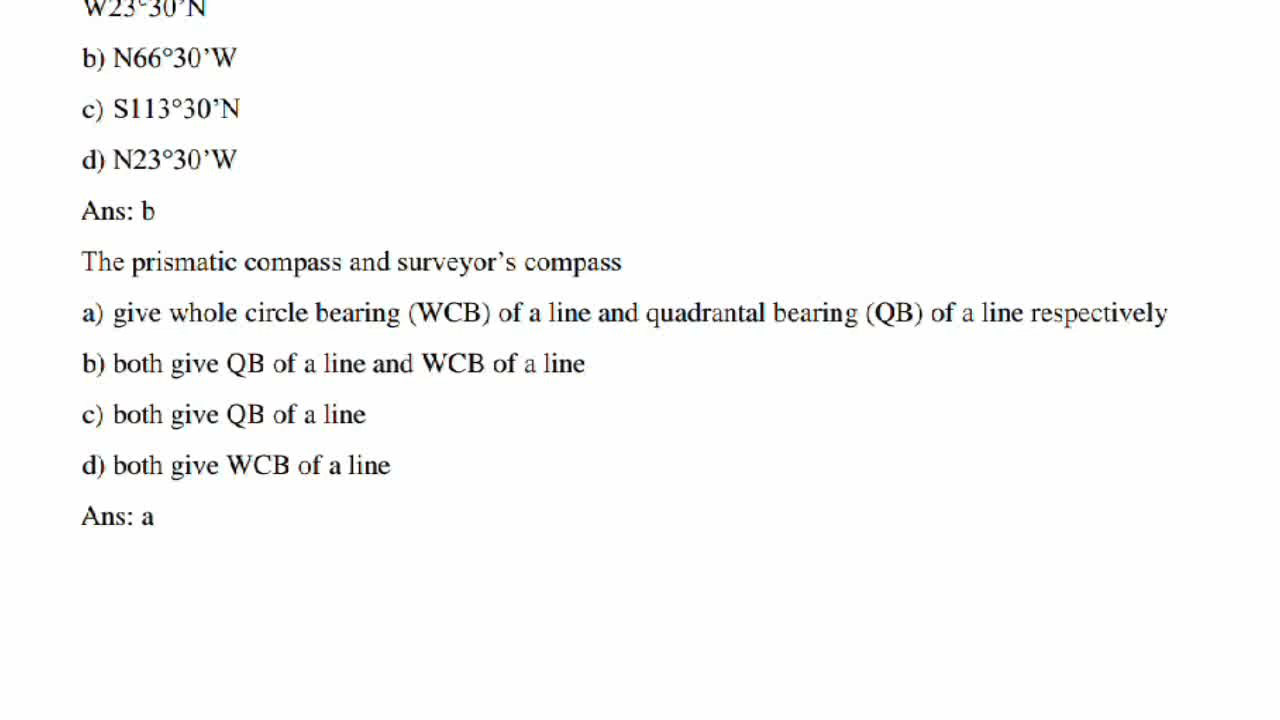 W23°30’N
b) N66°30’W
c) S113°30’N
d) N23°30’W
Ans: b
The prismatic compass and surveyor’s compass
a) give whole circle bearing (WCB) of a line and quadrantal bearing (QB) of a line respectively
b) both give QB of a line and WCB of a line
c) both give QB of a line
d) both give WCB of a line
Ans: a